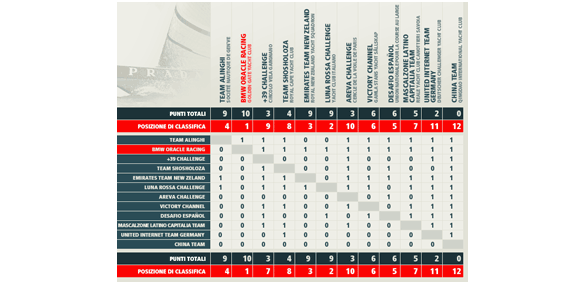 PRADA
TEAM ALINGHI
SOCIÉTÉ NAUTIQUE DE GENÈVE
BMW ORACLE RACING
GOLDEN GATE YACHT CLUB
+39 CHALLENGE
CIRCOLO VELA GARGNANO
TEAM SHOSHOLOZA
ROYAL CAPE YACHT CLUB
EMIRATES TEAM NEW ZELAND
ROYAL NEW ZEALAND YACHT SQUADRON
LUNA ROSSA CHALLENGE
YACHT CLUB ITALIANO
AREVA CHALLENGE
CERCLE DE LA VOILE DE PARIS
VICTORY CHANNEL
GAMLA STANS YACHT SÄLLSKAP
DESAFIO ESPAÑOL
UNION NATIONALE POUR LA COURSE AU LARGE
MASCALZONE LATINO
CAPITALIA TEAM
REALE YACHT CLUB CANOTTIERI SAVOIA
UNITED INTERNET TEAM
GERMANY
DEUTSCHER CHALLENGER YACHT CLUB
CHINA TEAM
QINGDAO INTERNATIONAL YACHT CLUB
PUNTI TOTALI 9 10 3 4 9 9 3 6 6 5 2 0
POSIZIONE DI CLASSIFICA 4 1 9 8 3 2 10 6 5 7 11 12
TEAM ALINGHI 1 1 1 0 0 1 1 1 1 1 1
BMW ORACLE RACING 0 1 1 1 1 1 1 1 1 1 1
+39 CHALLENGE 0 0 0 0 0 1 0 0 0 1 1
TEAM SHOSHOLOZA 0 0 1 0 0 1 0 0 0 1 1
EMIRATES TEAM NEW ZELAND 1 0 1 1 0 1 1 1 1 1 1
LUNA ROSSA CHALLENGE 1 0 1 1 1 1 1 0 1 1 1
AREVA CHALLENGE 0 0 0 0 0 0 0 1 0 1 1
VICTORY CHANNEL 0 0 1 1 0 0 1 0 1 1 1
DESAFIO ESPAÑOL 0 0 1 1 0 1 0 1 1 1 1
MASCALZONE LATINO CAPITALIA TEAM 0 0 1 1 0 0 1 0 0 1 1
UNITED INTERNET TEAM GERMANY 0 0 0 0 0 0 0 0 0 0 1
CHINA TEAM 0 0 0 0 0 0 0 0 0 0 0
PUNTI TOTALI 9 10 3 4 9 9 3 6 6 5 2 0
POSIZIONE DI CLASSIFICA 4 1 7 8 3 2 10 6 5 7 11 12